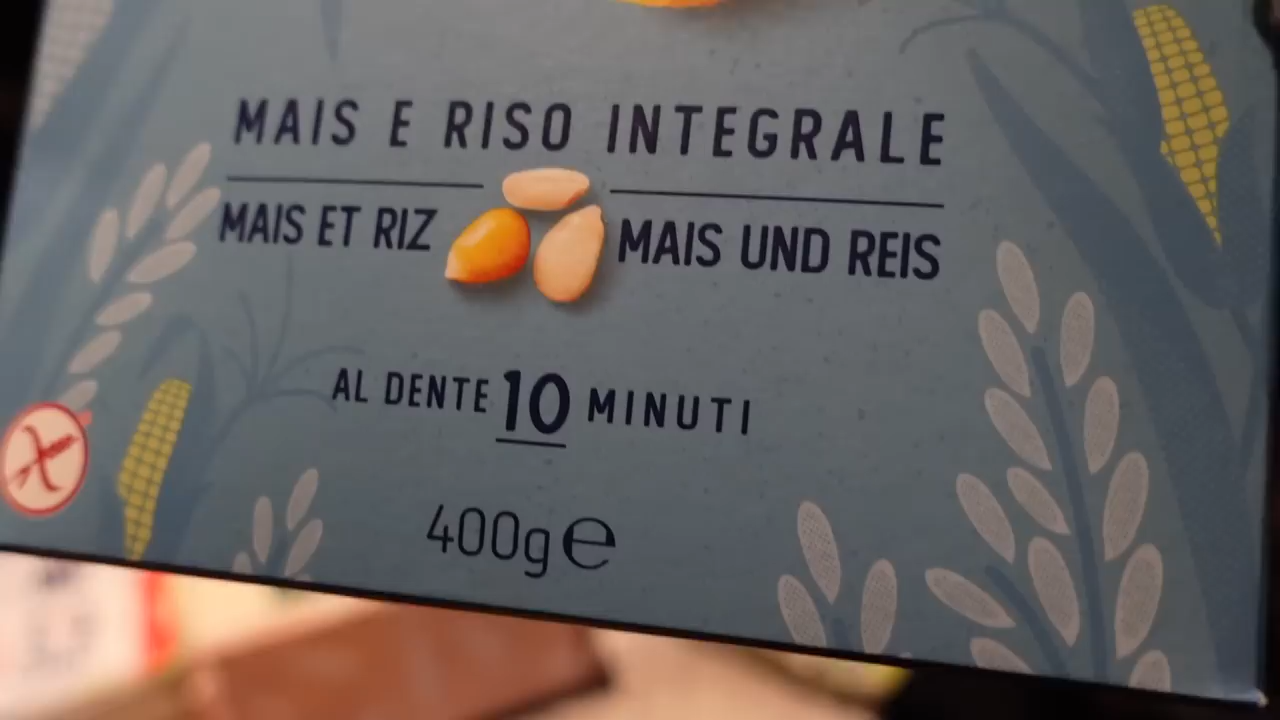 MAIS E RISO INTEGRALE
MAIS ET RIZ
MAIS UND REIS
AL DENTE 10 MINUTI
400g ℮